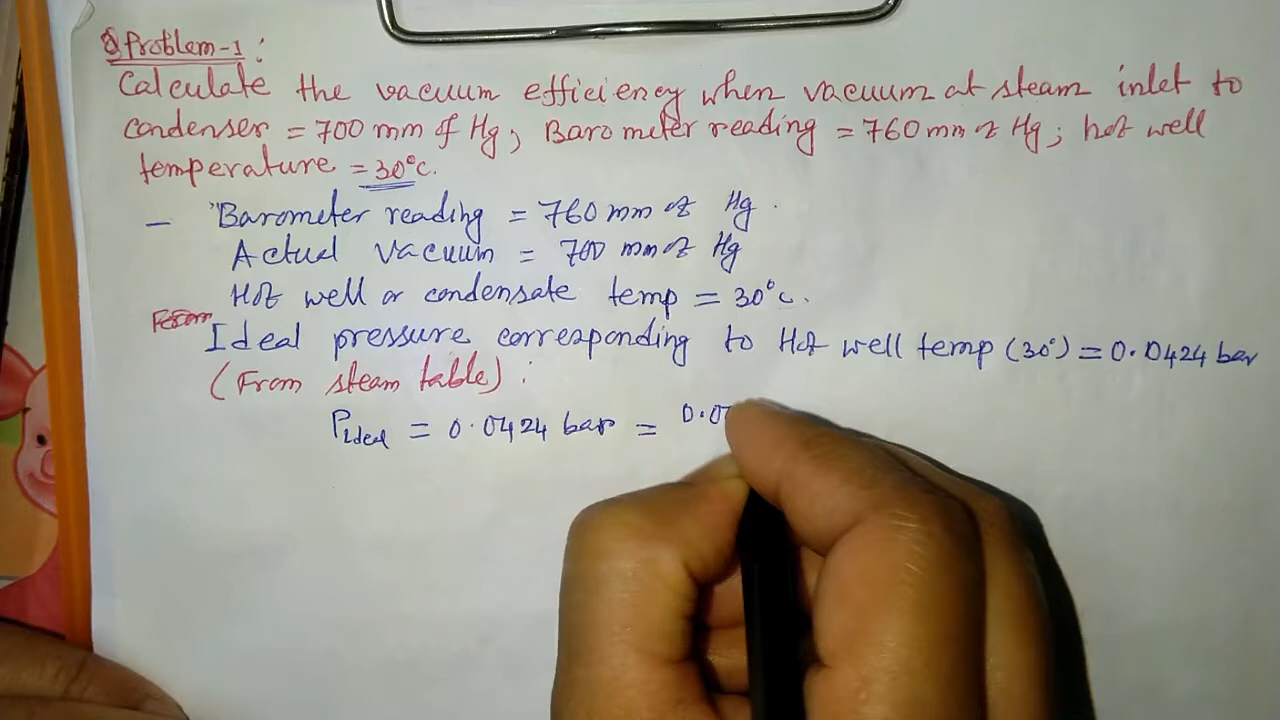 Problem-1:
Calculate the vacuum efficiency when vacuum at steam inlet to
condenser = 700 mm of Hg; Barometer reading = 760 mm of Hg; hot well
temperature = 30°c.
— Barometer reading = 760 mm of Hg.
Actual vacuum = 700 mm of Hg
Hot well or condensate temp = 30°c.
Ideal pressure corresponding to Hot well temp (30°) = 0.0424 bar
(From steam table):
Pideal = 0.0424 bar = 0.0